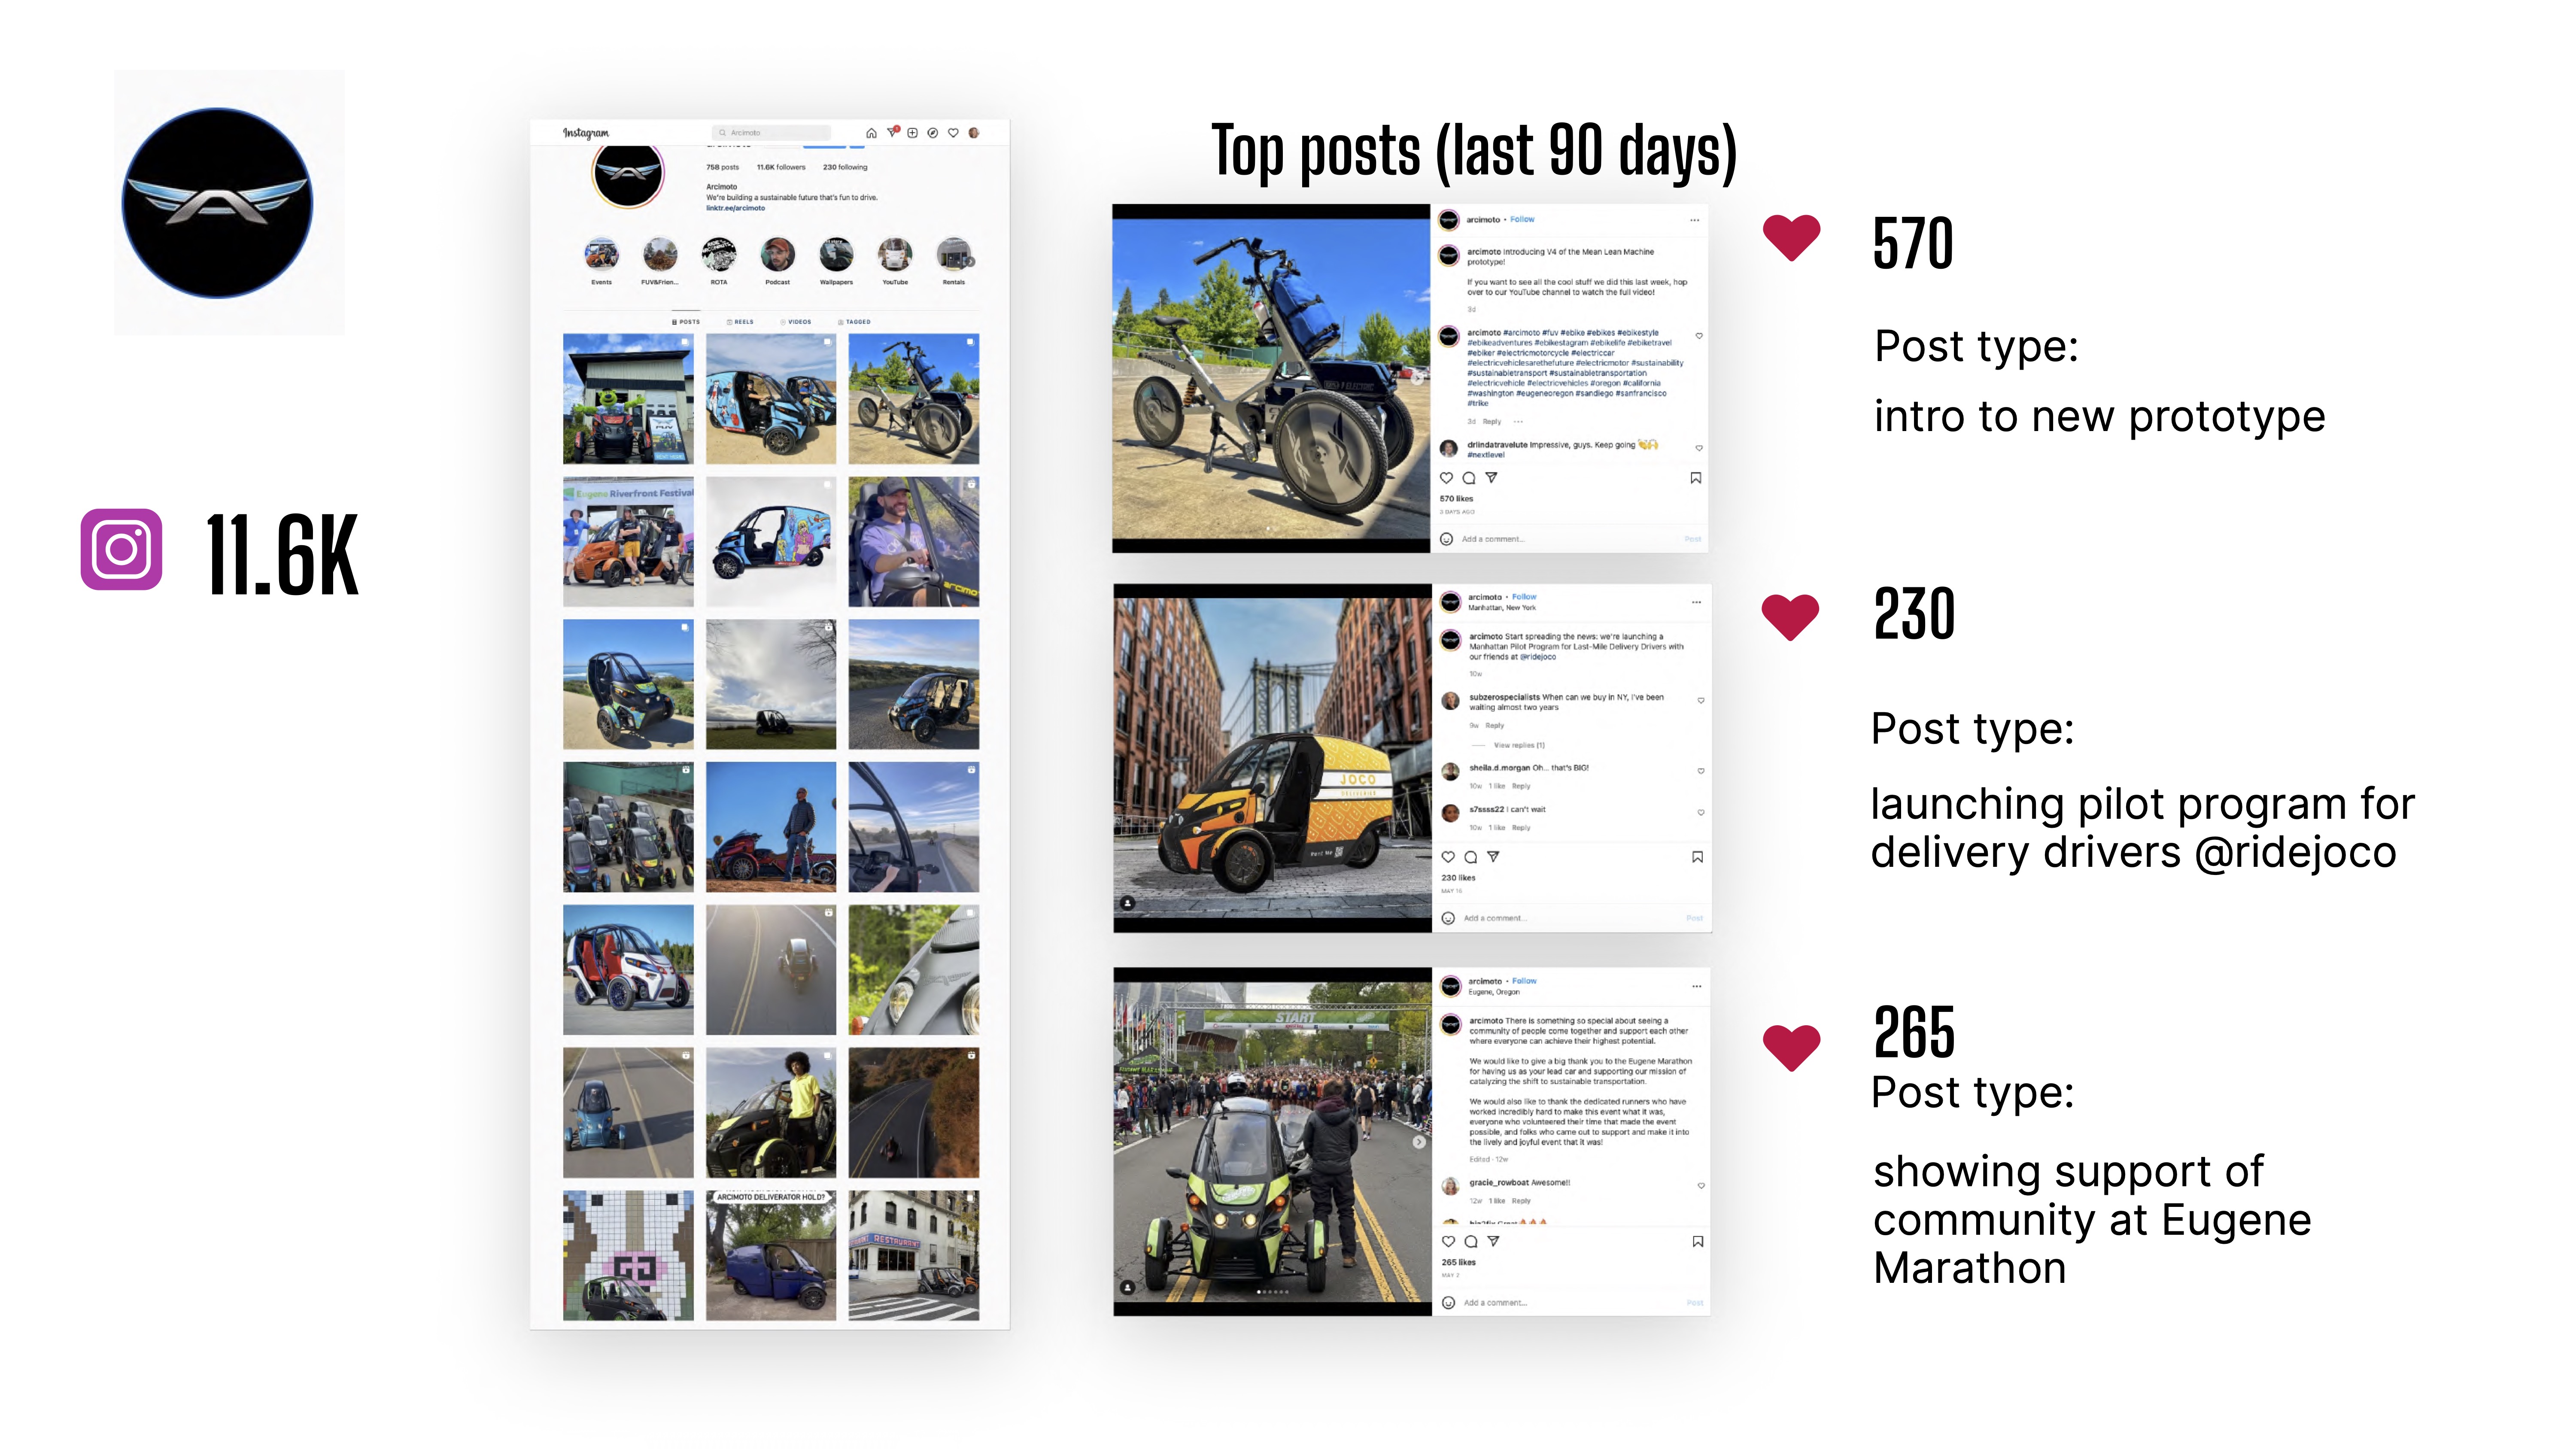 Instagram
Arcimoto
758 posts 11.6K followers 230 following
Arcimoto
We're building a sustainable future that's fun to drive.
linktr.ee/arcimoto
Events FUV&Frien... ROTA Podcast Wallpapers YouTube Rentals
POSTS REELS VIDEOS TAGGED
Eugene Riverfront Festival
ARCIMOTO DELIVERATOR HOLD?
RESTAURANT
11.6K
Top posts (last 90 days)
arcimoto • Follow
arcimoto Introducing V4 of the Mean Lean Machine
prototype!
If you want to see all the cool stuff we did this last week, hop
over to our YouTube channel to watch the full video!
3d
arcimoto #arcimoto #fuv #ebike #ebikes #ebikestyle
#ebikeadventures #ebikestagram #ebikelife #ebiketravel
#ebiker #electricmotorcycle #electriccar
#electricvehiclesarethefuture #electricmotor #sustainability
#sustainabletransport #sustainabletransportation
#electricvehicle #electricvehicles #oregon #california
#washington #eugeneoregon #sandiego #sanfrancisco
#trike
3d Reply ...
drlindatravelute Impressive, guys. Keep going
#nextlevel
570 likes
3 DAYS AGO
Add a comment... Post
570
Post type:
intro to new prototype
JOCO
arcimoto • Follow
Manhattan, New York
arcimoto Start spreading the news: we're launching a
Manhattan Pilot Program for Last-Mile Delivery Drivers with
our friends at @ridejoco
10w
subzerospecialists When can we buy in NY, I've been
waiting almost two years
9w Reply
View replies (1)
sheila.d.morgan Oh... that's BIG!
10w 1 like Reply
s7ssss22 I can't wait
10w 1 like Reply
230 likes
MAY 16
Add a comment... Post
230
Post type:
launching pilot program for
delivery drivers @ridejoco
START
arcimoto • Follow
Eugene, Oregon
arcimoto There is something so special about seeing a
community of people come together and support each other
where everyone can achieve their highest potential.
We would like to give a big thank you to the Eugene Marathon
for having us as your lead car and supporting our mission of
catalyzing the shift to sustainable transportation.
We would also like to thank the dedicated runners who have
worked incredibly hard to make this event what it was,
everyone who volunteered their time that made the event
possible, and folks who came out to support and make it into
the lively and joyful event that it was!
Edited · 12w
gracie_rowboat Awesome!!
12w 1 like Reply
265 likes
MAY 2
Add a comment... Post
265
Post type:
showing support of
community at Eugene
Marathon